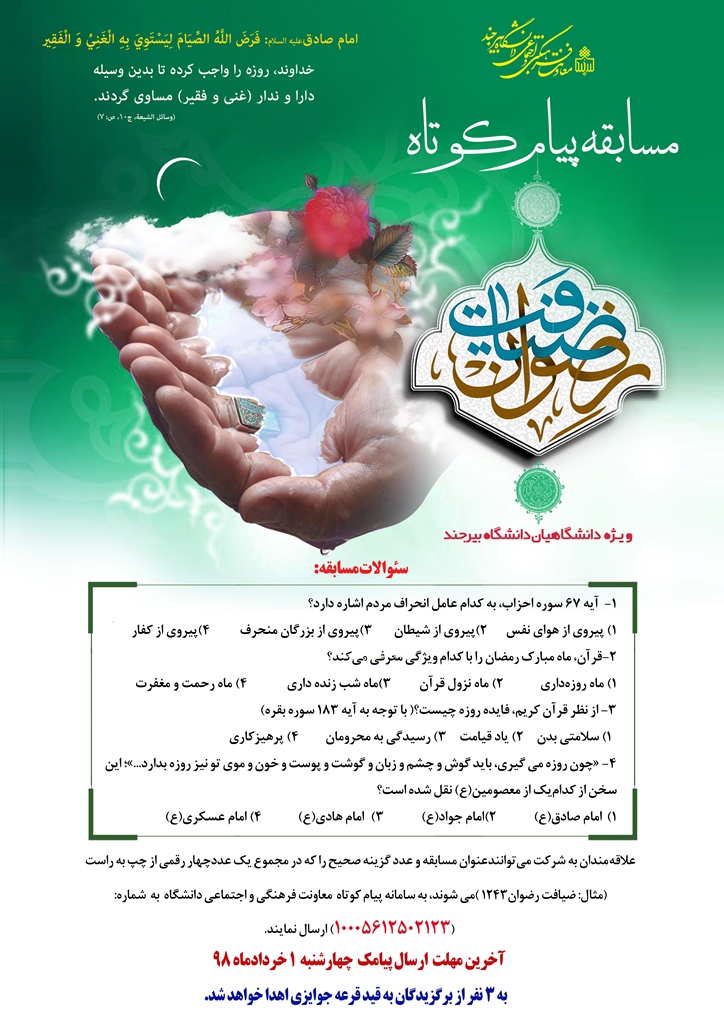 معاونت فرهنگی و اجتماعی دانشگاه بیرجند
امام صادق علیه السلام: فَرَضَ اللَّهُ الصِّيَامَ لِيَسْتَوِيَ بِهِ الْغَنِيُّ وَ الْفَقِير
خداوند، روزه را واجب کرده تا بدین وسیله
دارا و ندار (غنی و فقیر) مساوی گردند.
(وسائل الشیعة، ج۱۰، ص: ۷)
مسابقه پیام کوتاه
ضیافت
رضوان
ویژه دانشگاهیان دانشگاه بیرجند
سئوالات مسابقه:
۱- آیه ۶۷ سوره احزاب، به کدام عامل انحراف مردم اشاره دارد؟
۱) پیروی از هوای نفس ۲)پیروی از شیطان ۳)پیروی از بزرگان منحرف ۴)پیروی از کفار
۲-قرآن، ماه مبارک رمضان را با کدام ویژگی معرفی می‌کند؟
۱) ماه روزه‌داری ۲) ماه نزول قرآن ۳)ماه شب زنده داری ۴) ماه رحمت و مغفرت
۳- از نظر قرآن کریم، فایده روزه چیست؟( با توجه به آیه ۱۸۳ سوره بقره)
۱) سلامتی بدن ۲) یاد قیامت ۳) رسیدگی به محرومان ۴) پرهیزکاری
۴- «چون روزه می گیری، باید گوش و چشم و زبان و گوشت و پوست و خون و موی تو نیز روزه بدارد...»؛ این
سخن از کدام‌یک از معصومین(ع) نقل شده است؟
۱) امام صادق(ع) ۲)امام جواد(ع) ۳) امام هادی(ع) ۴) امام عسکری(ع)
علاقه‌مندان به شرکت می‌توانندعنوان مسابقه و عدد گزینه صحیح را که در مجموع یک عددچهار رقمی از چپ به راست
(مثال: ضیافت رضوان۱۲۴۳ )می شوند، به سامانه پیام کوتاه معاونت فرهنگی و اجتماعی دانشگاه به شماره:
(۱۰۰۰۵۶۱۲۵۰۲۱۲۳) ارسال نمایند.
آخرین مهلت ارسال پیامک چهارشنبه ۱ خردادماه ۹۸
به ۳ نفر از برگزیدگان به قید قرعه جوایزی اهدا خواهد شد.